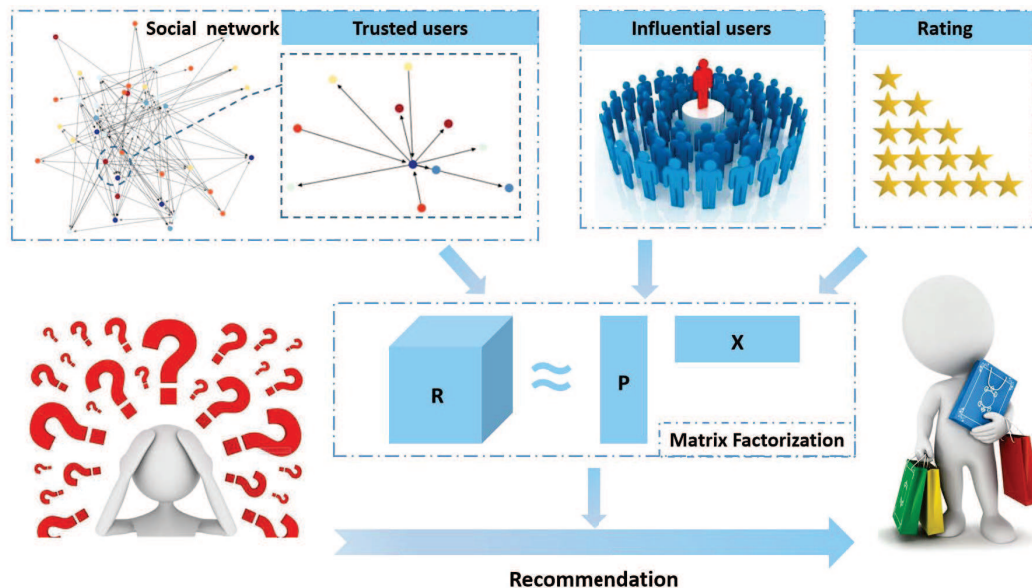 Social network
Trusted users
Influential users
Rating
R
≈
P
X
Matrix Factorization
Recommendation